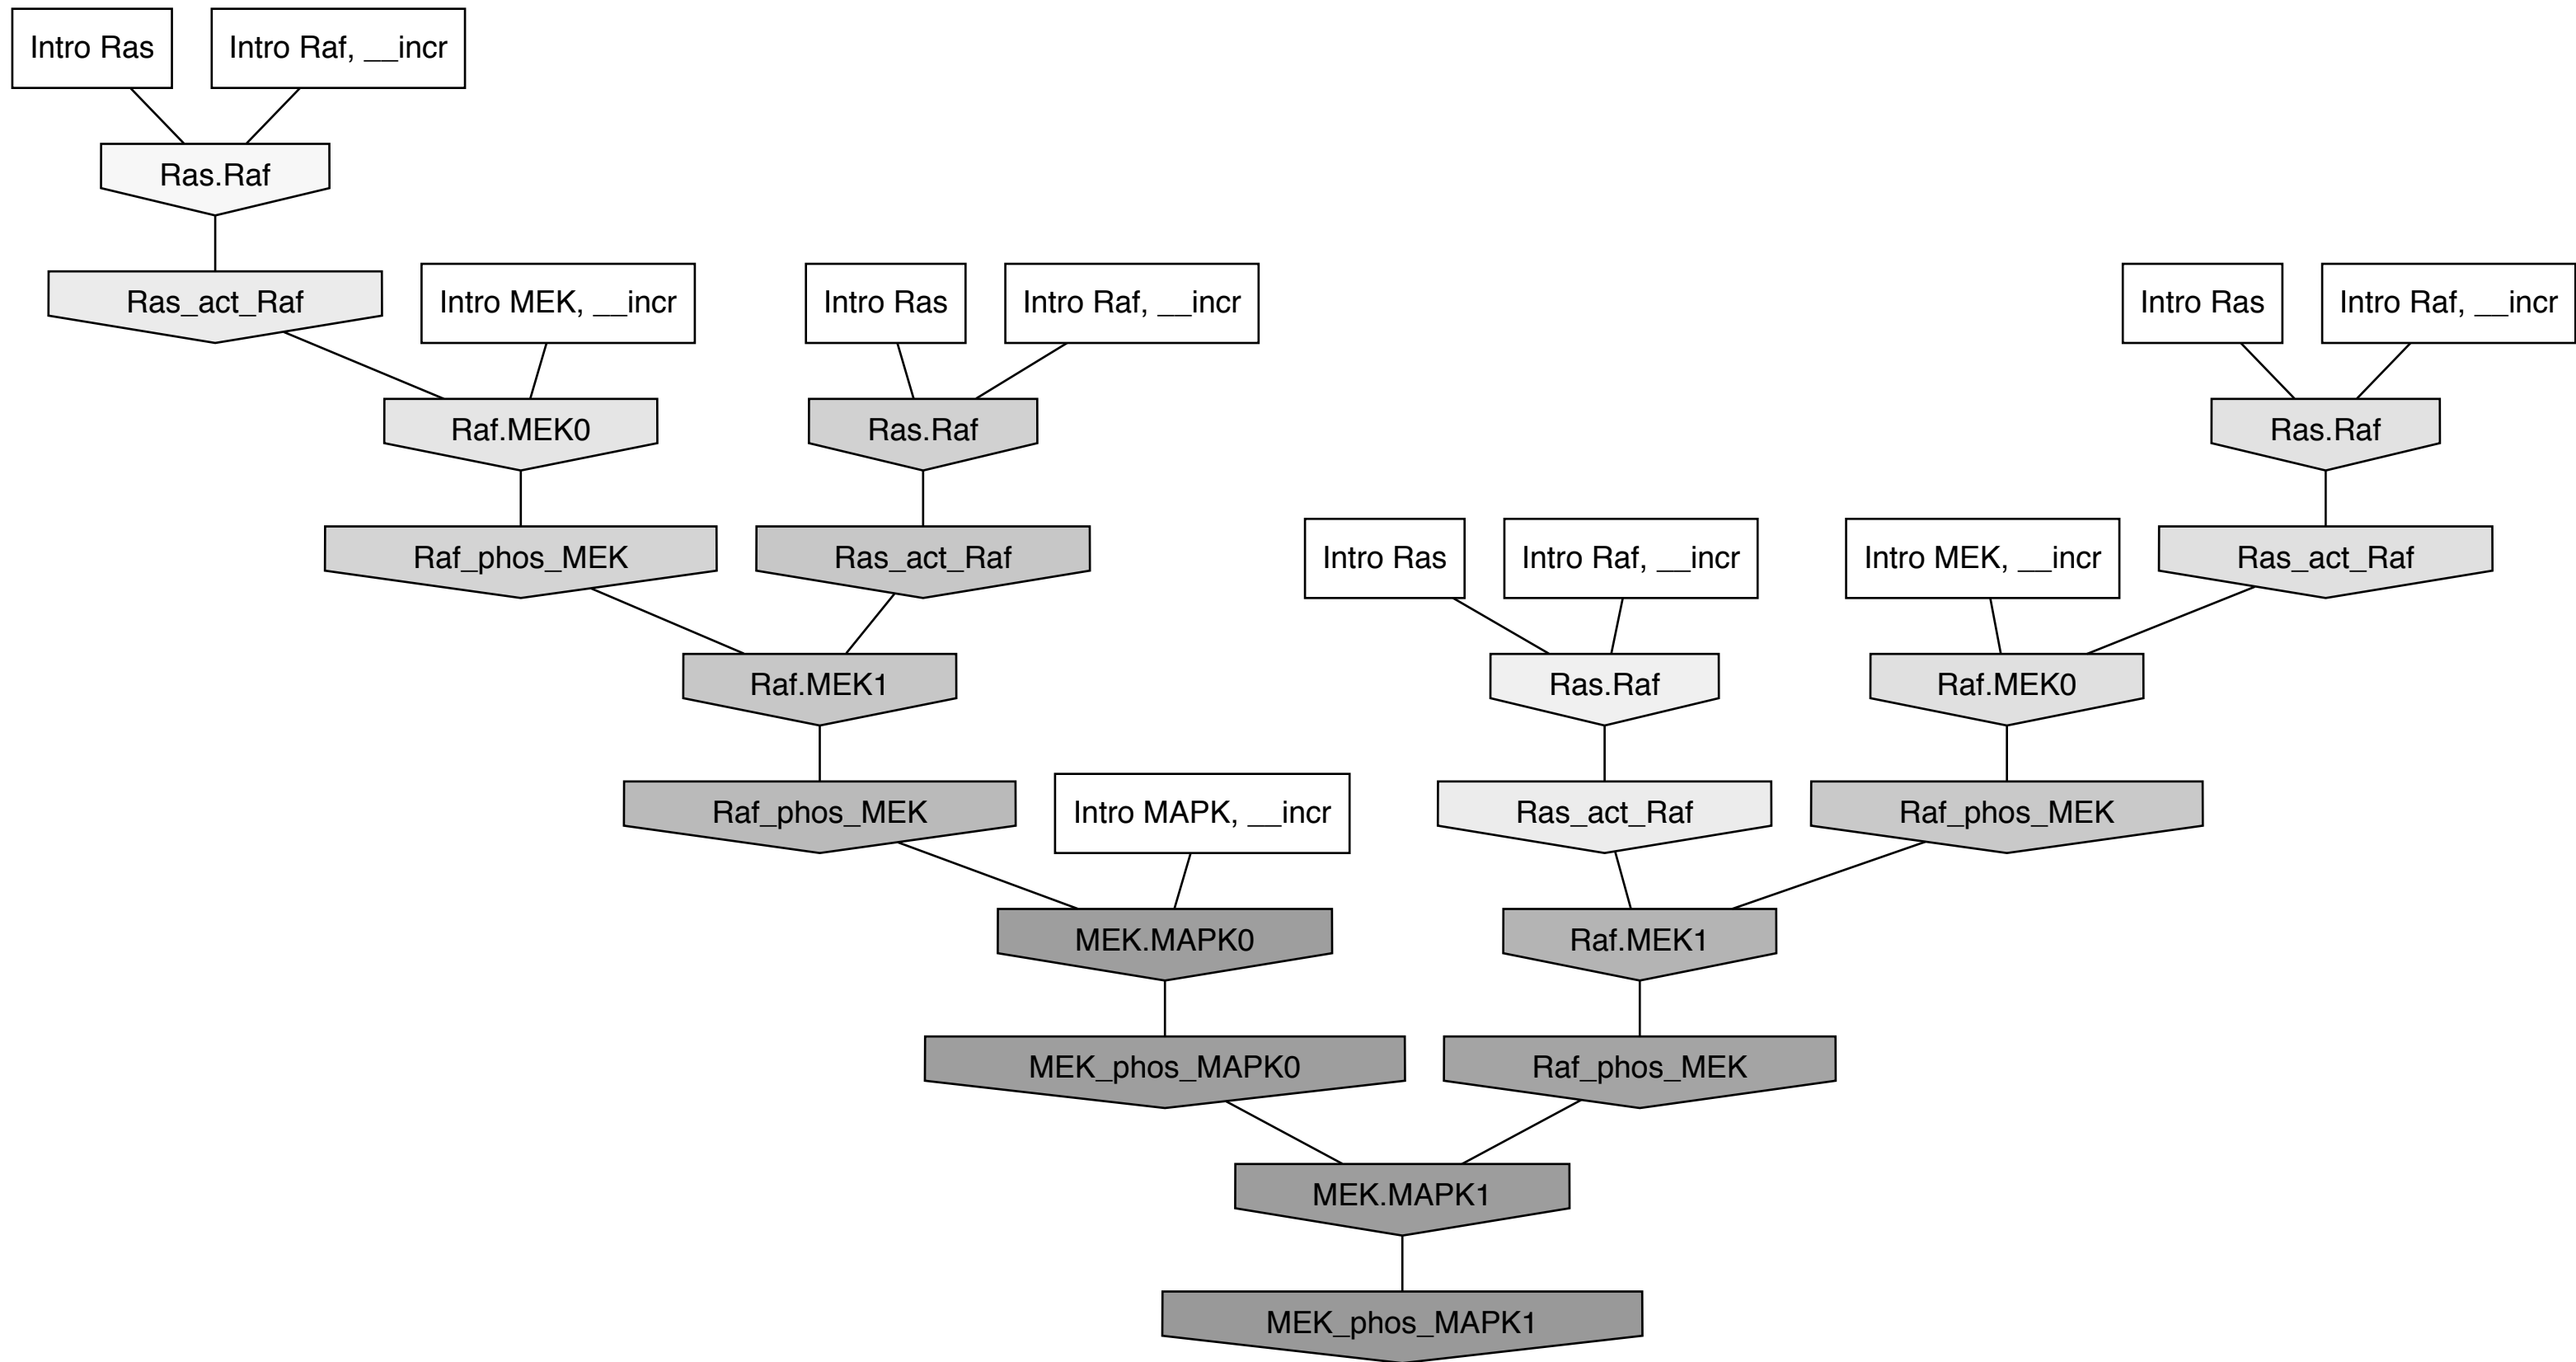 Intro Ras
Intro Raf, __incr
Ras.Raf
Ras_act_Raf
Intro MEK, __incr
Intro Ras
Intro Raf, __incr
Intro Ras
Intro Raf, __incr
Raf.MEK0
Ras.Raf
Ras.Raf
Raf_phos_MEK
Ras_act_Raf
Intro Ras
Intro Raf, __incr
Intro MEK, __incr
Ras_act_Raf
Raf.MEK1
Ras.Raf
Raf.MEK0
Raf_phos_MEK
Intro MAPK, __incr
Ras_act_Raf
Raf_phos_MEK
MEK.MAPK0
Raf.MEK1
MEK_phos_MAPK0
Raf_phos_MEK
MEK.MAPK1
MEK_phos_MAPK1